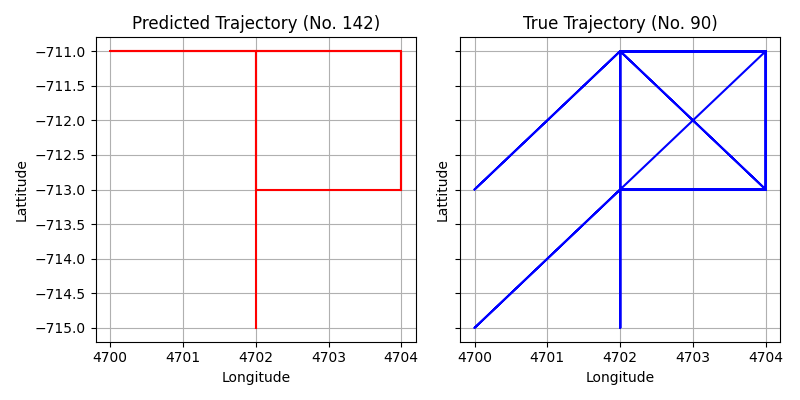 Predicted Trajectory (No. 142)
True Trajectory (No. 90)
−711.0
−711.5
−712.0
−712.5
−713.0
−713.5
−714.0
−714.5
−715.0
Lattitude
Lattitude
4700 4701 4702 4703 4704
4700 4701 4702 4703 4704
Longitude
Longitude